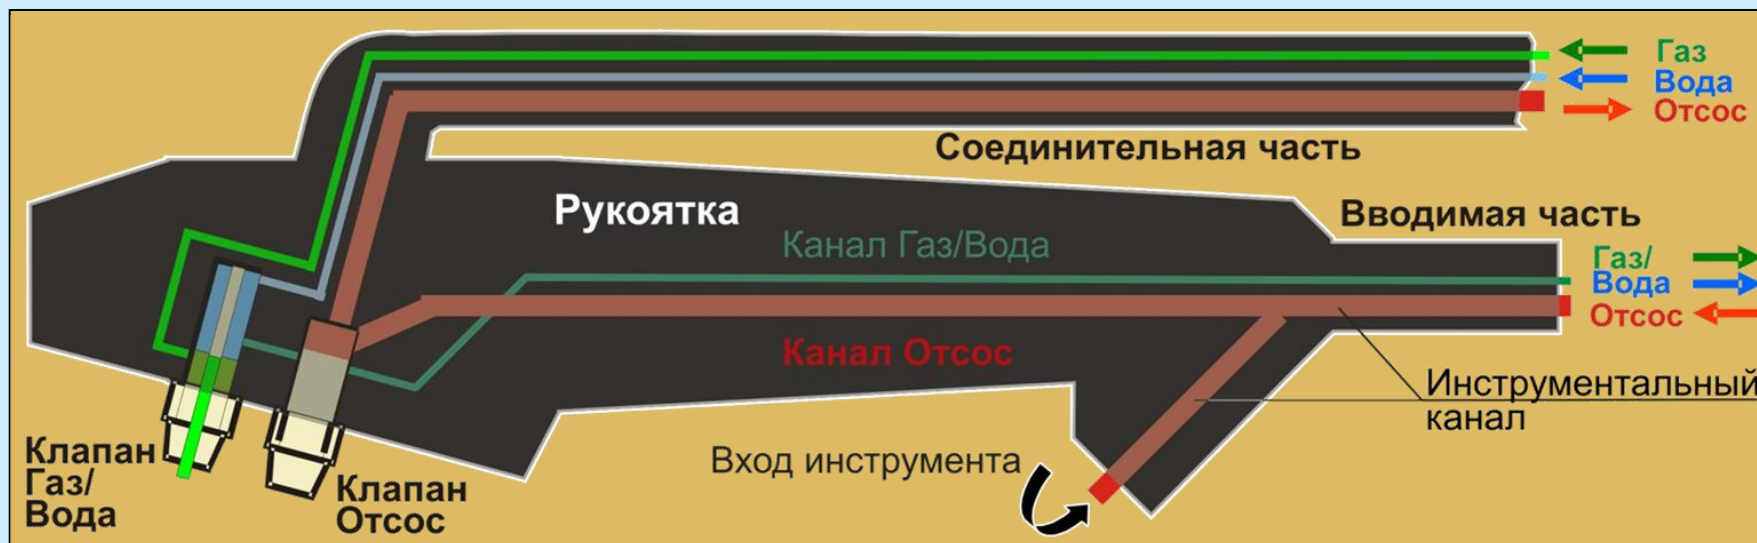 Газ
Вода
Отсос
Соединительная часть
Рукоятка
Вводимая часть
Канал Газ/Вода
Газ/
Вода
Отсос
Канал Отсос
Инструментальный
канал
Вход инструмента
Клапан
Газ/
Вода
Клапан
Отсос